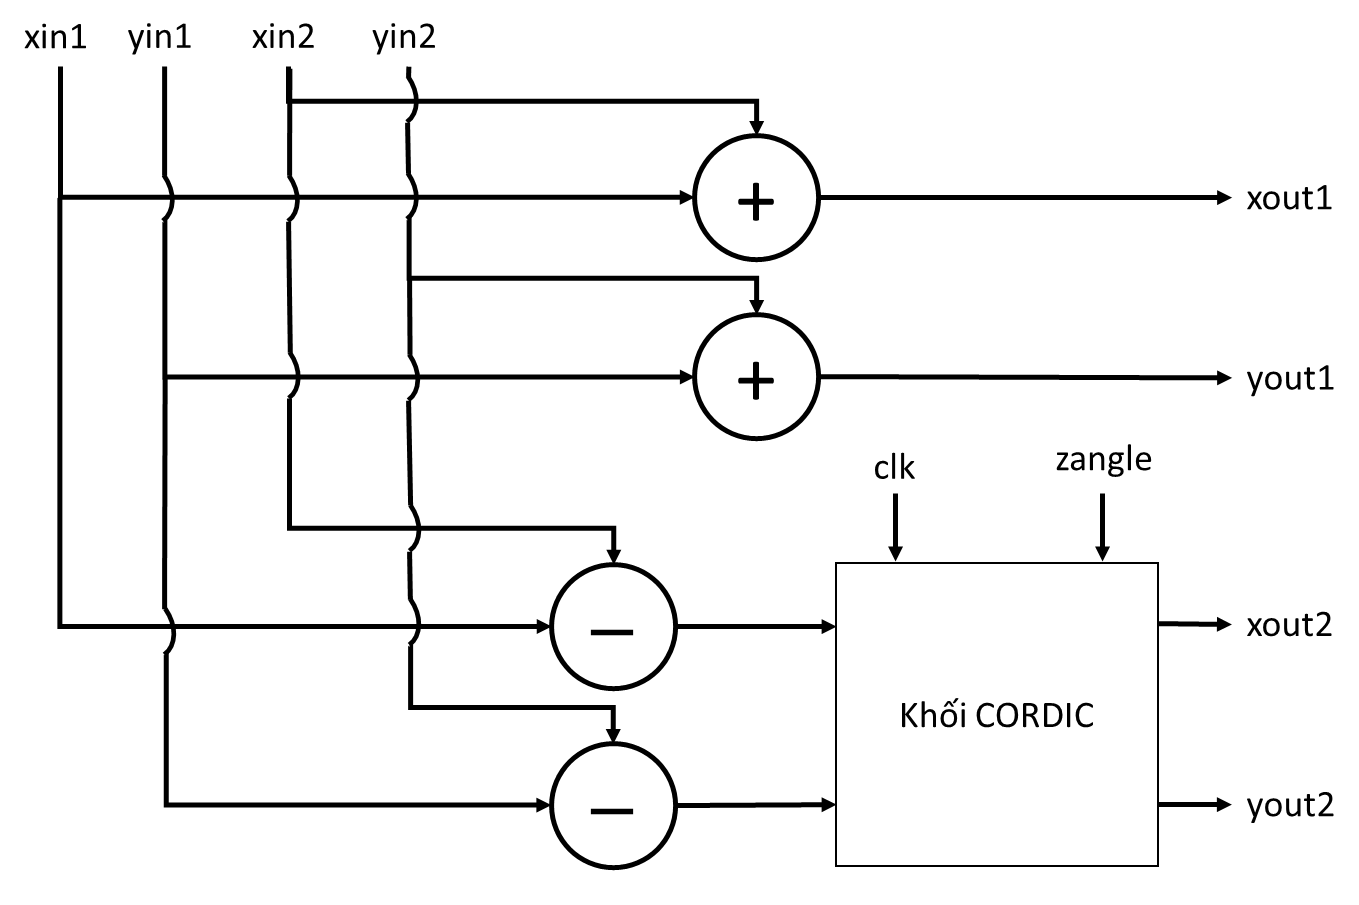 xin1 yin1 xin2 yin2
+
xout1
+
yout1
clk
zangle
−
xout2
Khối CORDIC
−
yout2